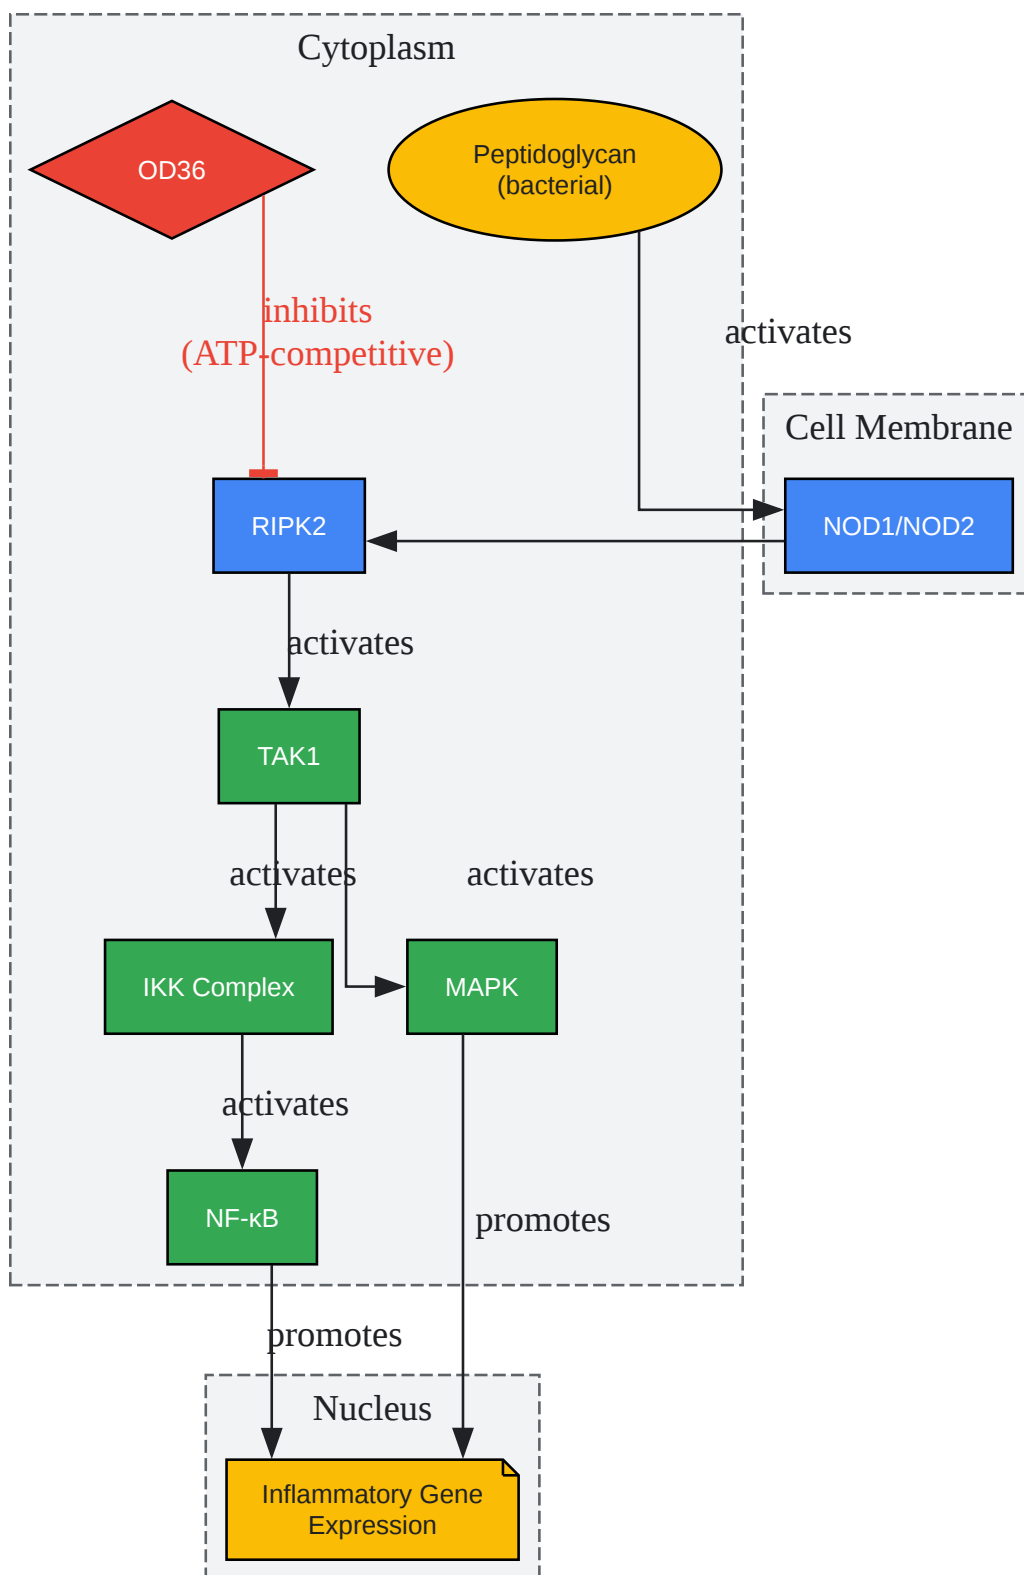 Cytoplasm
OD36
Peptidoglycan
(bacterial)
inhibits
(ATP-competitive)
activates
Cell Membrane
RIPK2
NOD1/NOD2
activates
TAK1
activates
activates
IKK Complex
MAPK
activates
NF-κB
promotes
promotes
Nucleus
Inflammatory Gene
Expression